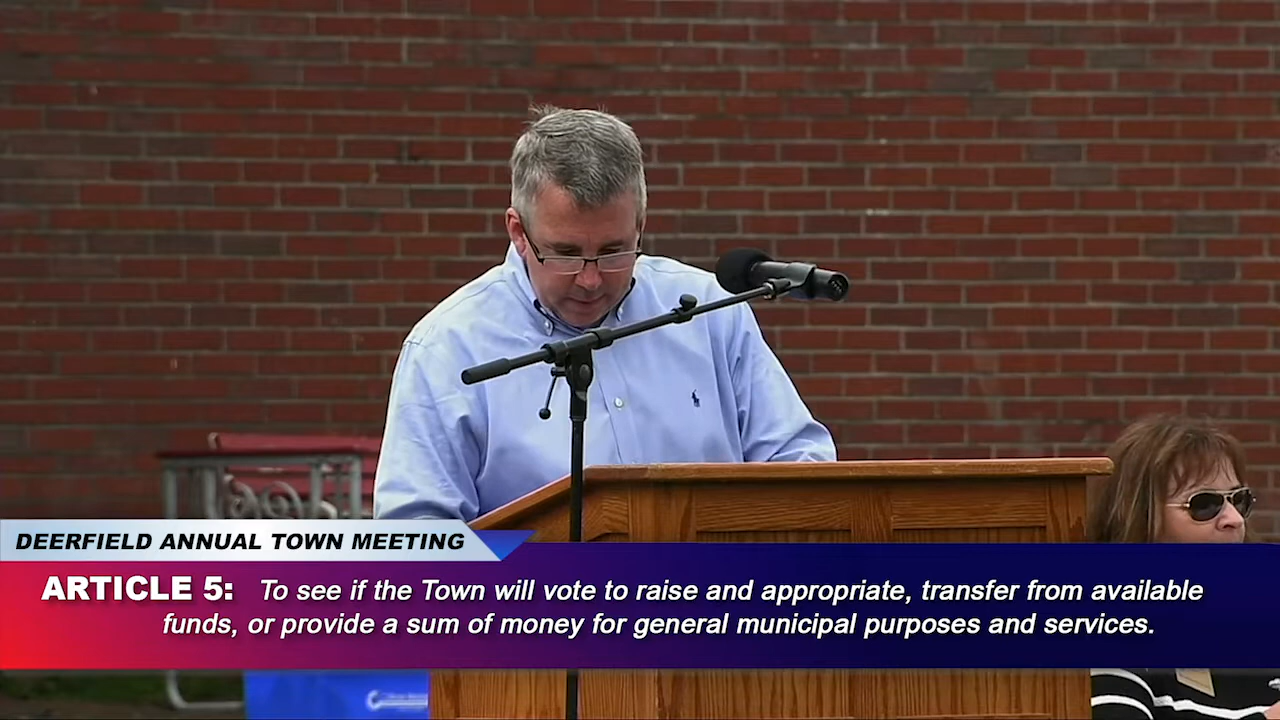 DEERFIELD ANNUAL TOWN MEETING
ARTICLE 5: To see if the Town will vote to raise and appropriate, transfer from available
funds, or provide a sum of money for general municipal purposes and services.